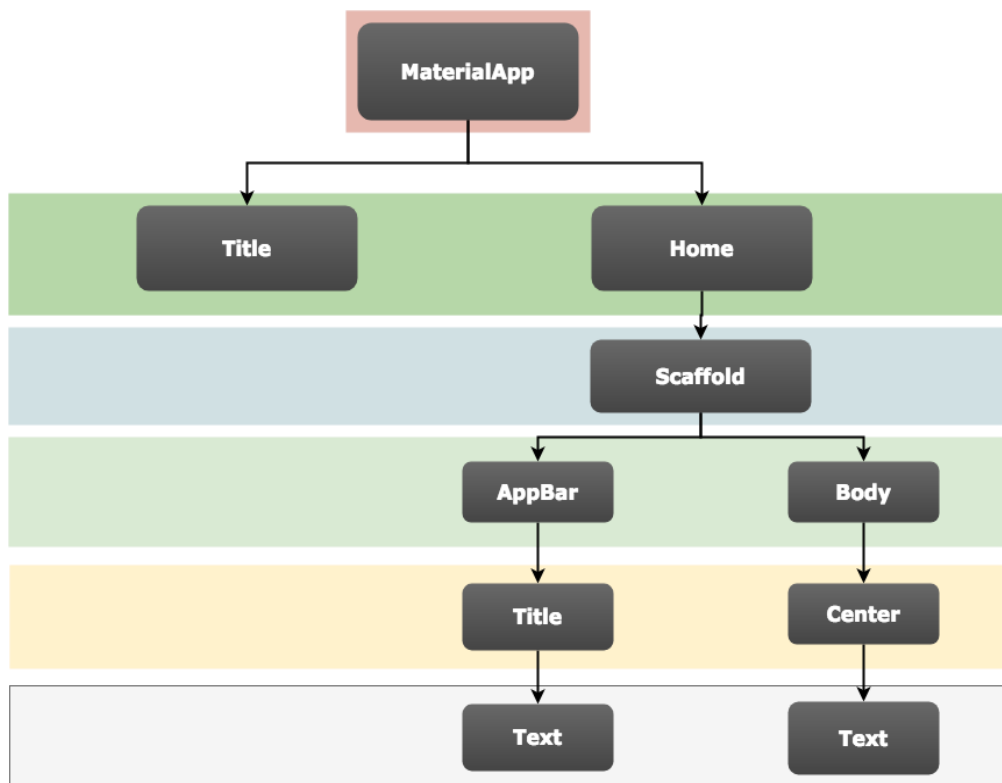 MaterialApp
Title
Home
Scaffold
AppBar
Body
Title
Center
Text
Text